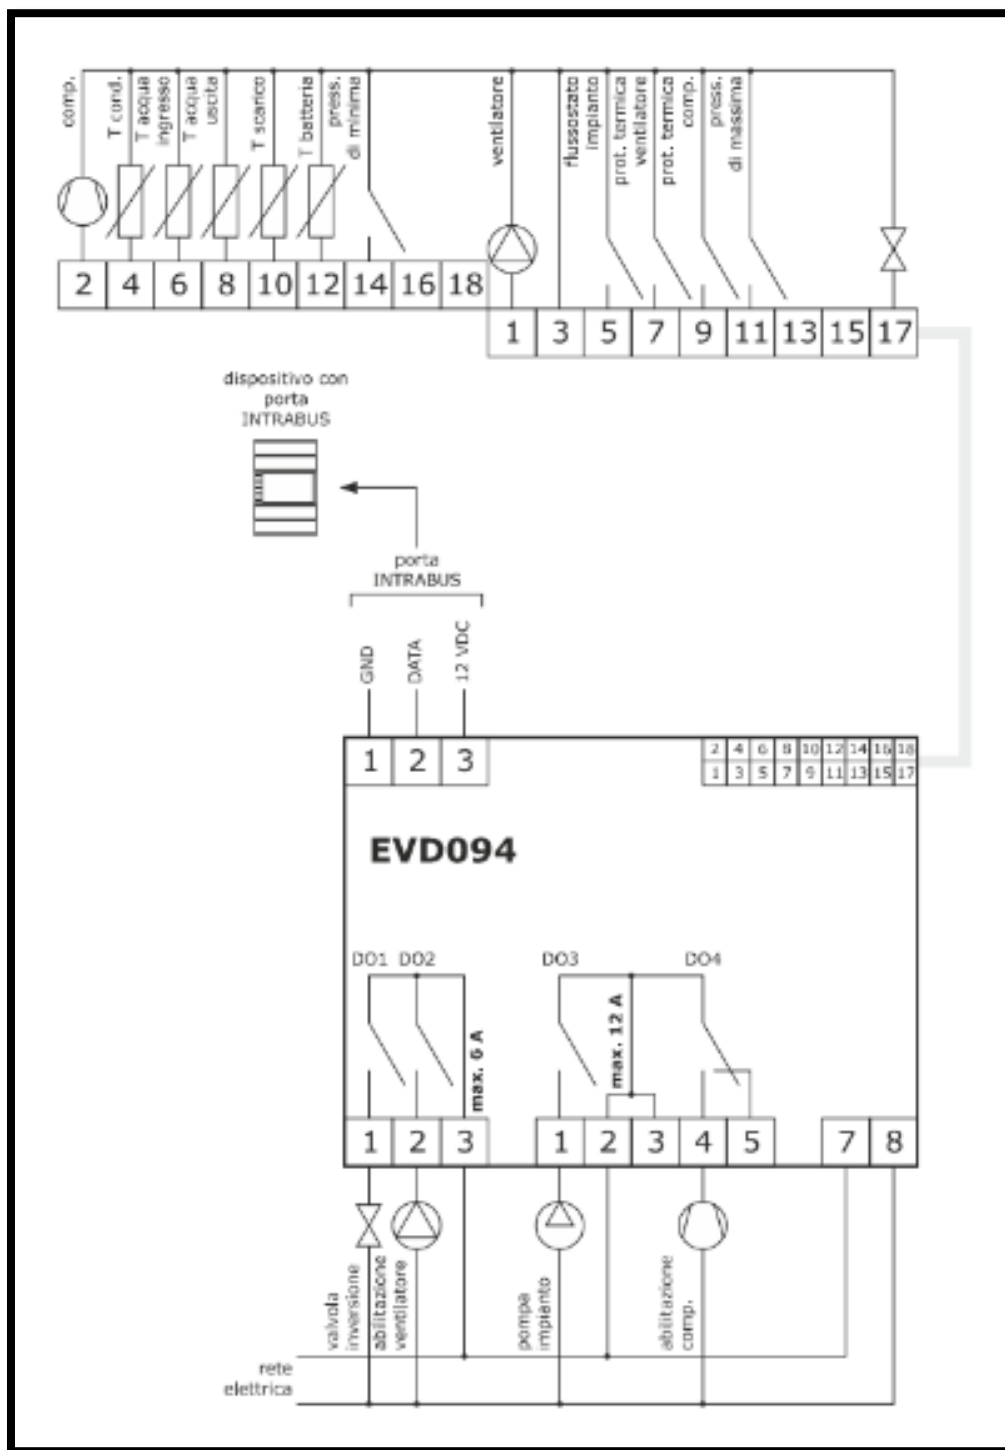 comp.
T cond.
T acqua
ingresso
T acqua
uscita
T scarico
T batteria
press.
di minima
ventilatore
flussostato
impianto
prot. termica
ventilatore
prot. termica
comp.
press.
di massima
2 4 6 8 10 12 14 16 18
1 3 5 7 9 11 13 15 17
dispositivo con
porta
INTRABUS
porta
INTRABUS
GND
DATA
12 VDC
1 2 3
2 4 6 8 10 12 14 16 18
1 3 5 7 9 11 13 15 17
EVD094
DO1 DO2 DO3 DO4
max. 6 A
max. 12 A
1 2 3 1 2 3 4 5 7 8
valvola
inversione
abilitazione
ventilatore
pompa
impianto
abilitazione
comp.
rete
elettrica